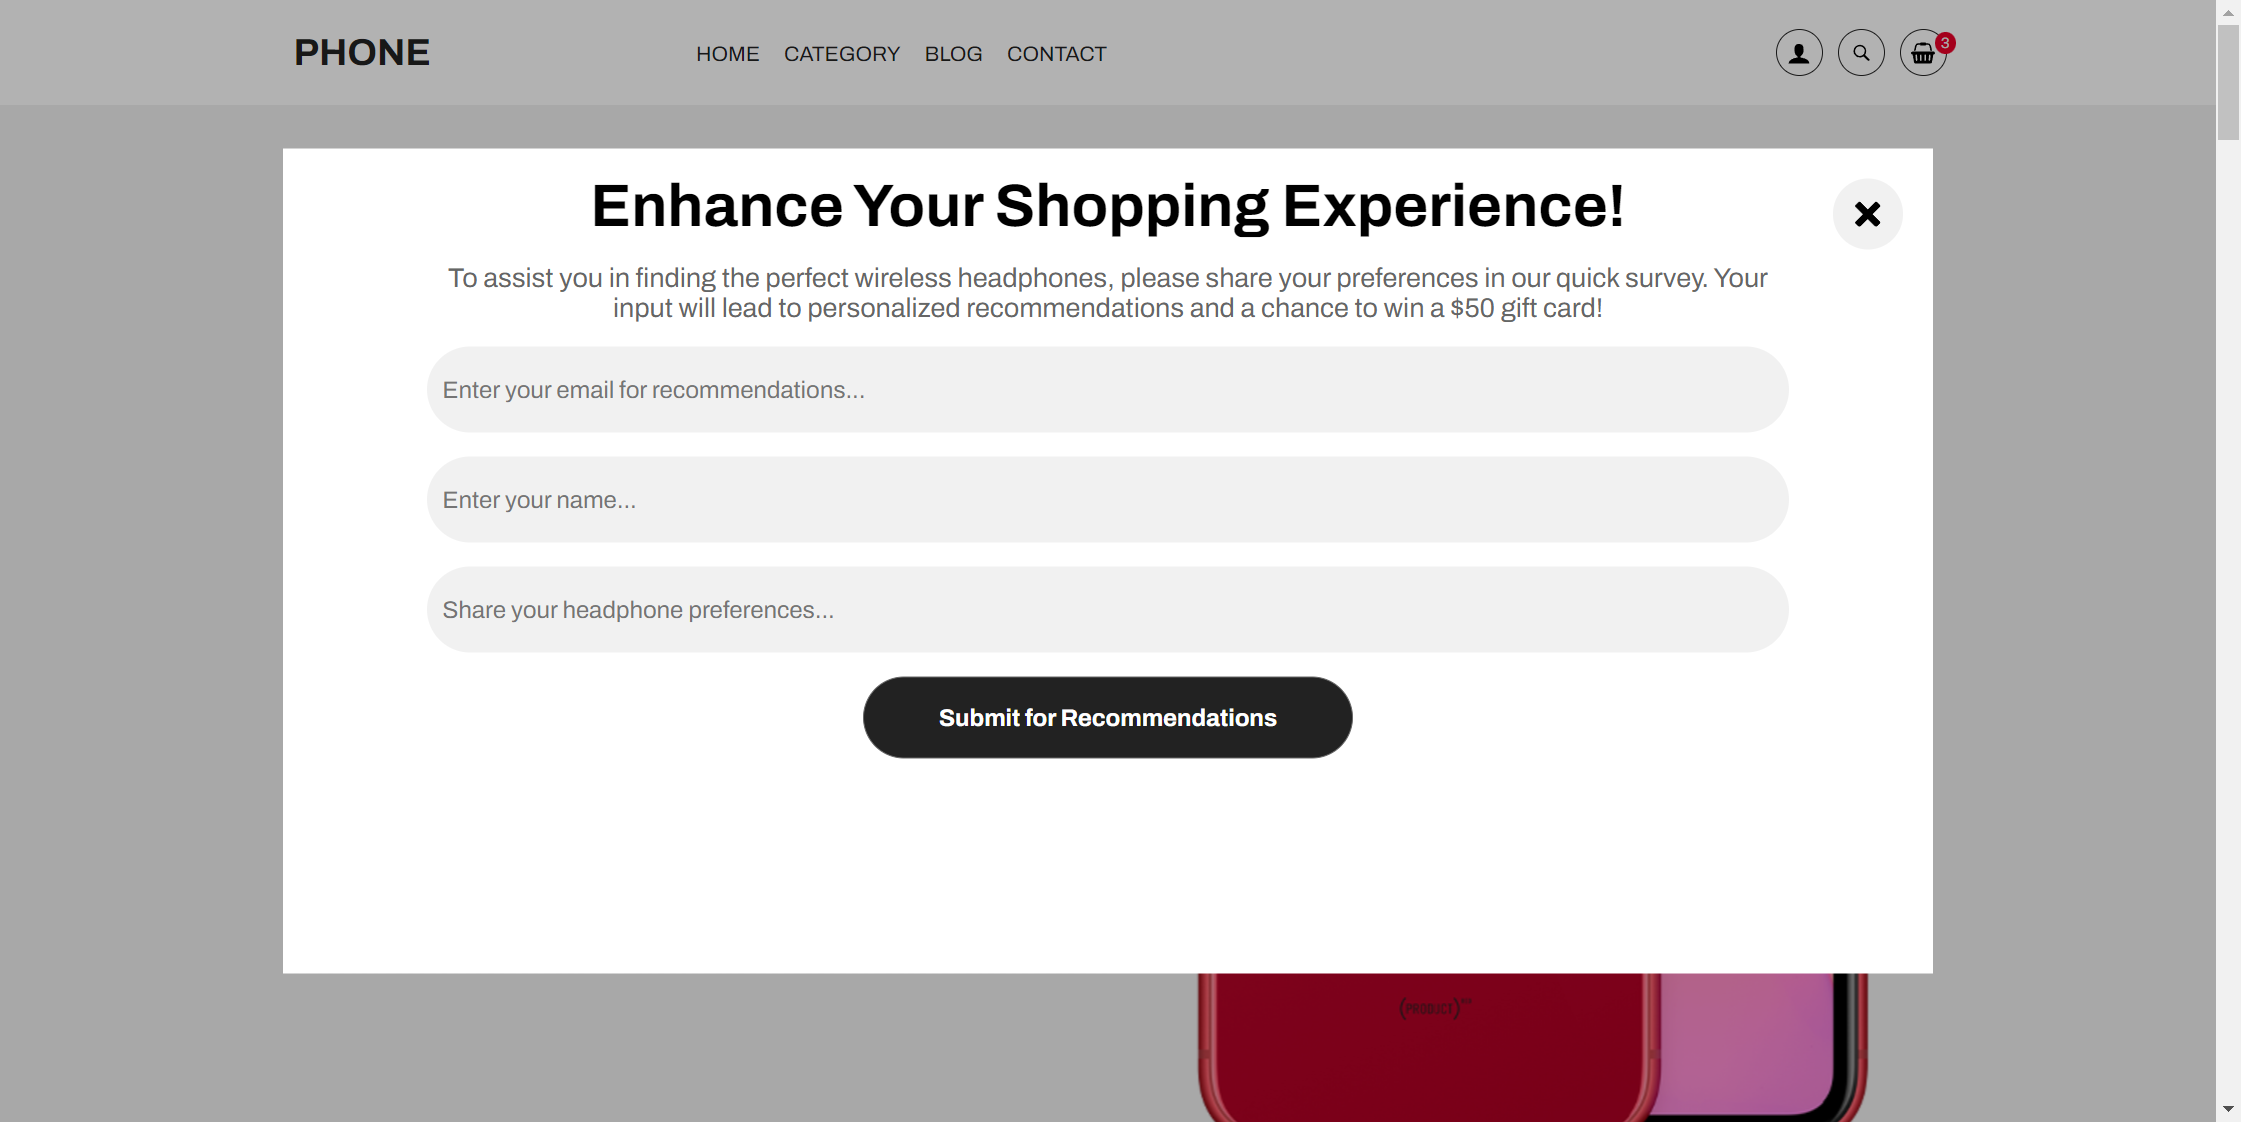 PHONE
HOME CATEGORY BLOG CONTACT
3
Enhance Your Shopping Experience!
To assist you in finding the perfect wireless headphones, please share your preferences in our quick survey. Your
input will lead to personalized recommendations and a chance to win a $50 gift card!
Enter your email for recommendations...
Enter your name...
Share your headphone preferences...
Submit for Recommendations
(PRODUCT)